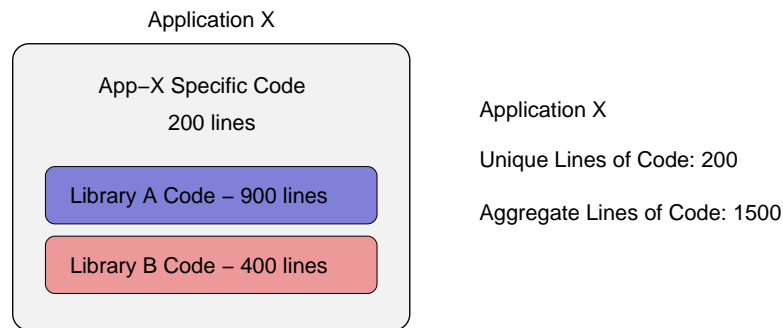 Application X
App−X Specific Code
200 lines
Library A Code − 900 lines
Library B Code − 400 lines
Application X
Unique Lines of Code: 200
Aggregate Lines of Code: 1500